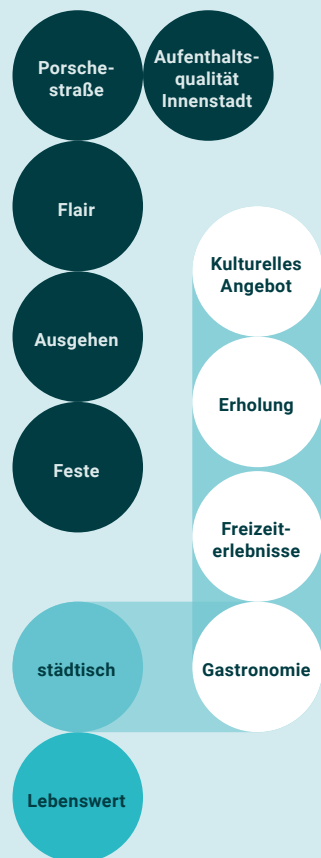 Porsche-
straße
Aufenthalts-
qualität
Innenstadt
Flair
Kulturelles
Angebot
Ausgehen
Erholung
Feste
Freizeit-
erlebnisse
städtisch
Gastronomie
Lebenswert